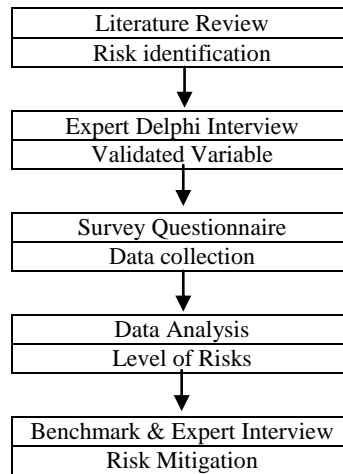 Literature Review
Risk identification
Expert Delphi Interview
Validated Variable
Survey Questionnaire
Data collection
Data Analysis
Level of Risks
Benchmark & Expert Interview
Risk Mitigation